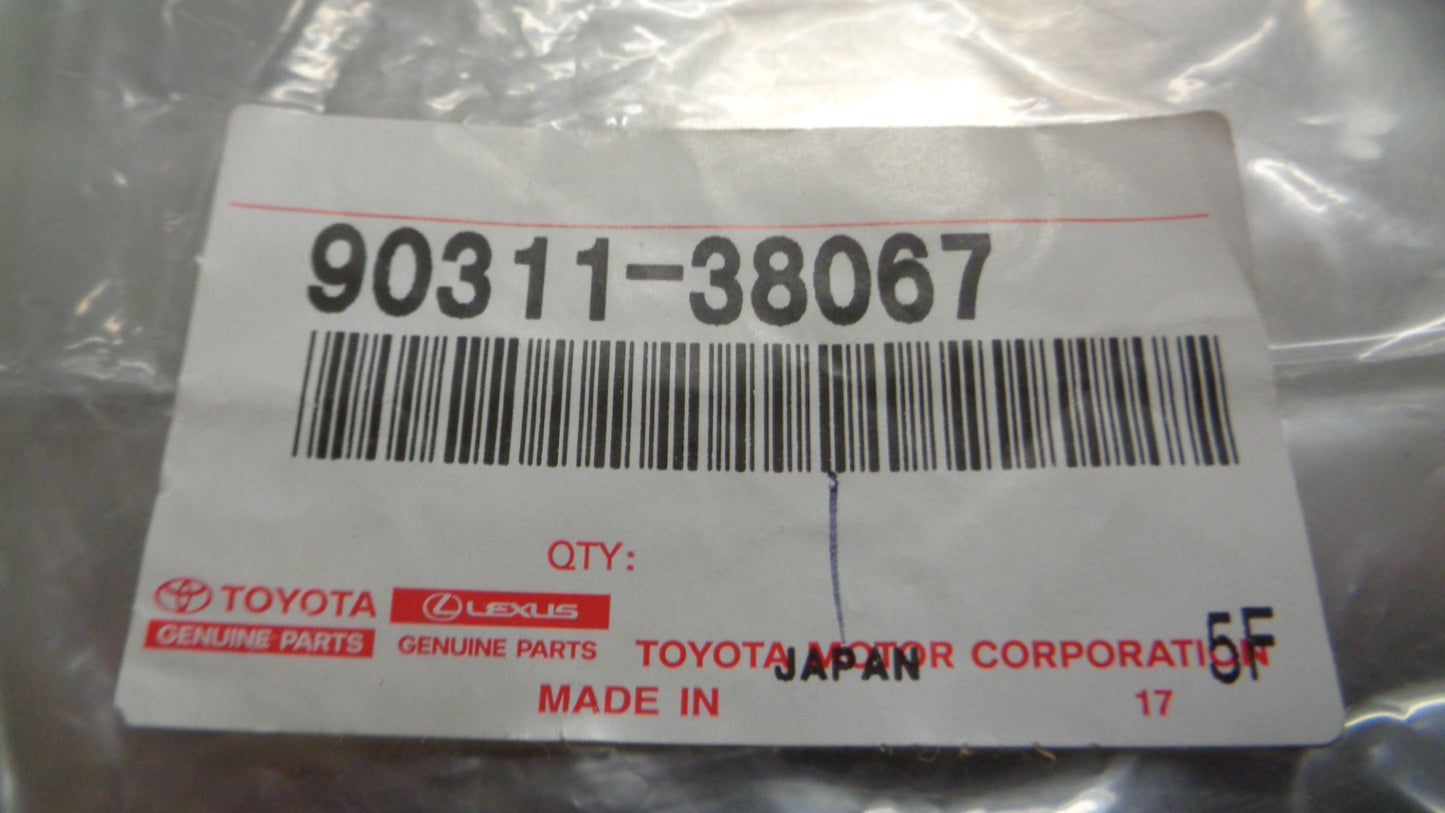 90311-38067
QTY:
TOYOTA
GENUINE PARTS
LEXUS
GENUINE PARTS
TOYOTA MOTOR CORPORATION
5F
JAPAN
MADE IN
17